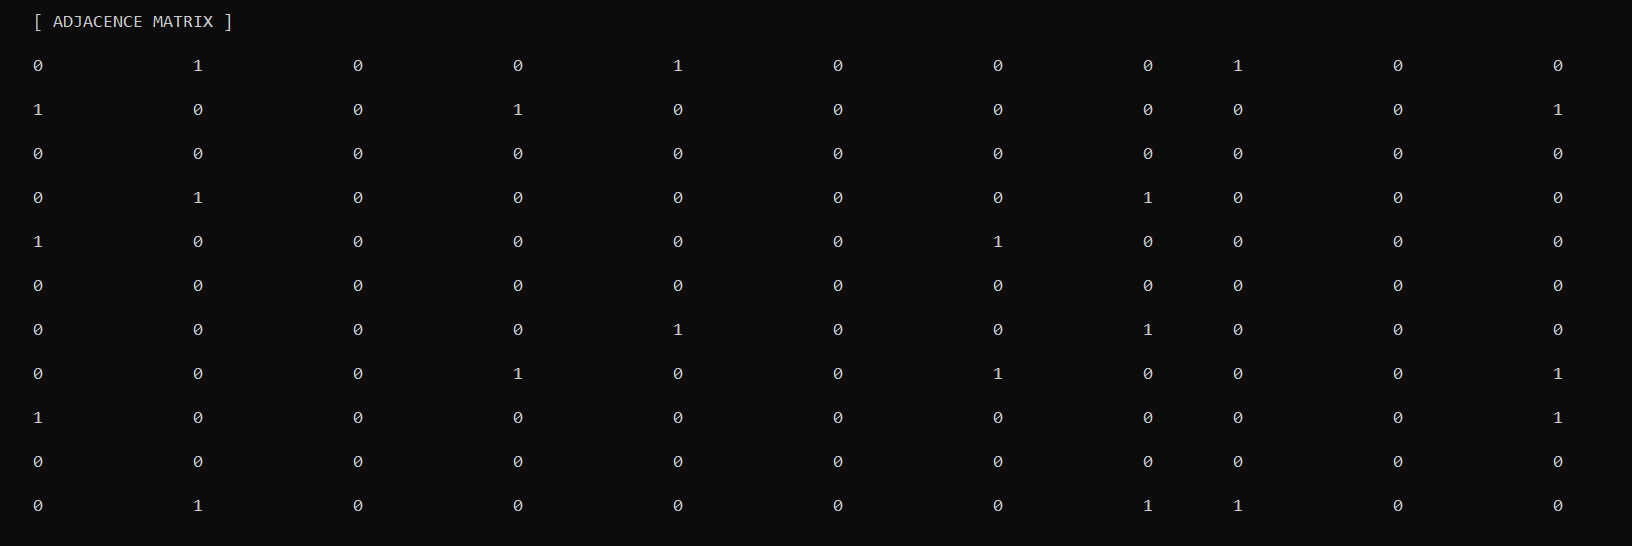 [ ADJACENCE MATRIX ]
0 1 0 0 1 0 0 0 1 0 0
1 0 0 1 0 0 0 0 0 0 1
0 0 0 0 0 0 0 0 0 0 0
0 1 0 0 0 0 0 1 0 0 0
1 0 0 0 0 0 1 0 0 0 0
0 0 0 0 0 0 0 0 0 0 0
0 0 0 0 1 0 0 1 0 0 0
0 0 0 1 0 0 1 0 0 0 1
1 0 0 0 0 0 0 0 0 0 1
0 0 0 0 0 0 0 0 0 0 0
0 1 0 0 0 0 0 1 1 0 0